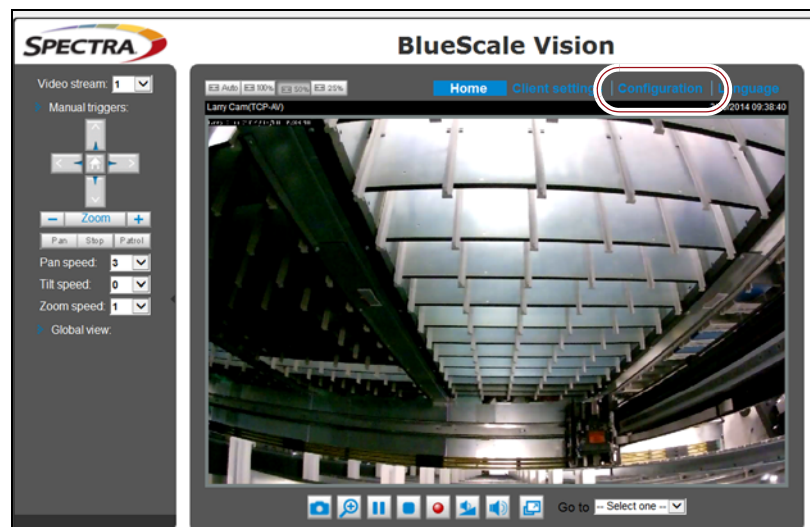 SPECTRA
BlueScale Vision
Video stream: 1
Manual triggers:
Zoom
Pan Stop Patrol
Pan speed: 3
Tilt speed: 0
Zoom speed: 1
Global view:
Auto 100% 50% 25%
Home Client setting Configuration Language
Larry Cam(TCP-AV)
2014 09:38:40
Go to -- Select one --